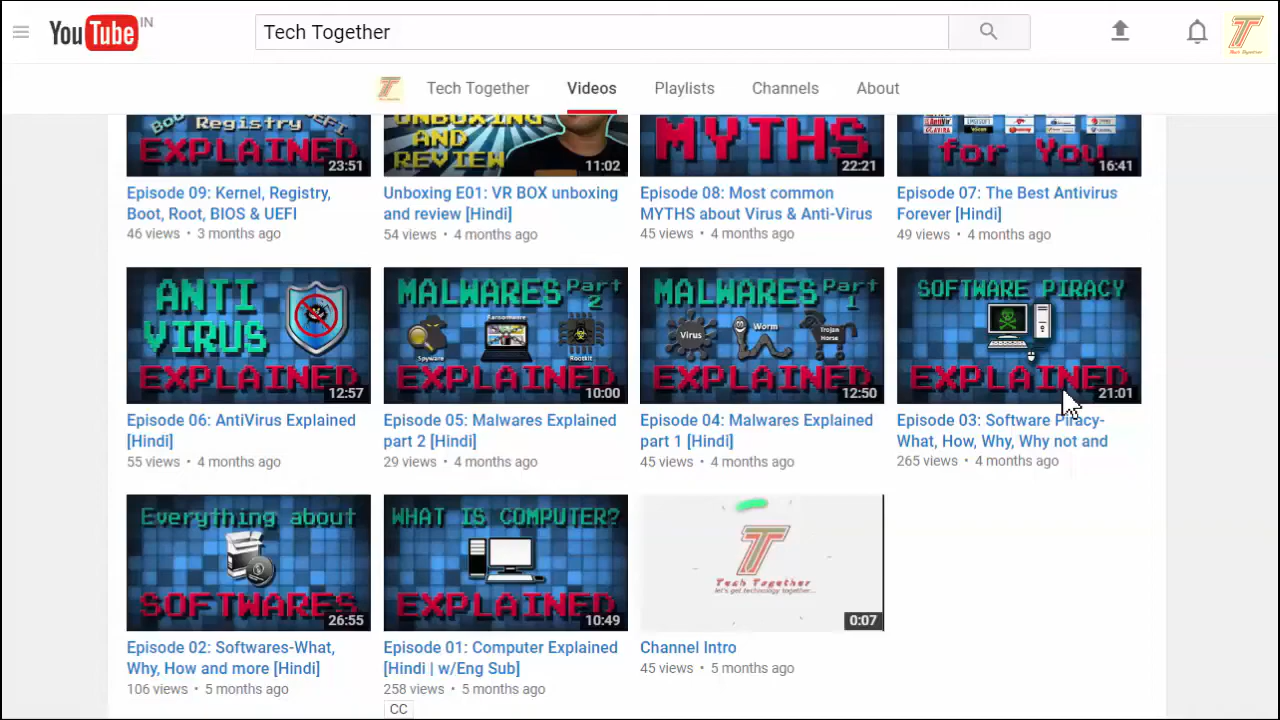 YouTube IN
Tech Together
Tech Together
Tech Together Videos Playlists Channels About
Registry
EXPLAINED
23:51
UNBOXING
AND
REVIEW
11:02
MYTHS
22:21
for You
16:41
Episode 09: Kernel, Registry,
Boot, Root, BIOS & UEFI
46 views • 3 months ago
Unboxing E01: VR BOX unboxing
and review [Hindi]
54 views • 4 months ago
Episode 08: Most common
MYTHS about Virus & Anti-Virus
45 views • 4 months ago
Episode 07: The Best Antivirus
Forever [Hindi]
49 views • 4 months ago
ANTI
VIRUS
EXPLAINED
12:57
MALWARES Part
2
Ransomware
Spyware
Rootkit
EXPLAINED
10:00
MALWARES Part
1
Virus
Worm
Trojan
Horse
EXPLAINED
12:50
SOFTWARE PIRACY
EXPLAINED
21:01
Episode 06: AntiVirus Explained
[Hindi]
55 views • 4 months ago
Episode 05: Malwares Explained
part 2 [Hindi]
29 views • 4 months ago
Episode 04: Malwares Explained
part 1 [Hindi]
45 views • 4 months ago
Episode 03: Software Piracy-
What, How, Why, Why not and
265 views • 4 months ago
Everything about
SOFTWARES
26:55
WHAT IS COMPUTER?
EXPLAINED
10:49
Tech Together
let's get technology together...
0:07
Episode 02: Softwares-What,
Why, How and more [Hindi]
106 views • 5 months ago
Episode 01: Computer Explained
[Hindi | w/Eng Sub]
258 views • 5 months ago
CC
Channel Intro
45 views • 5 months ago